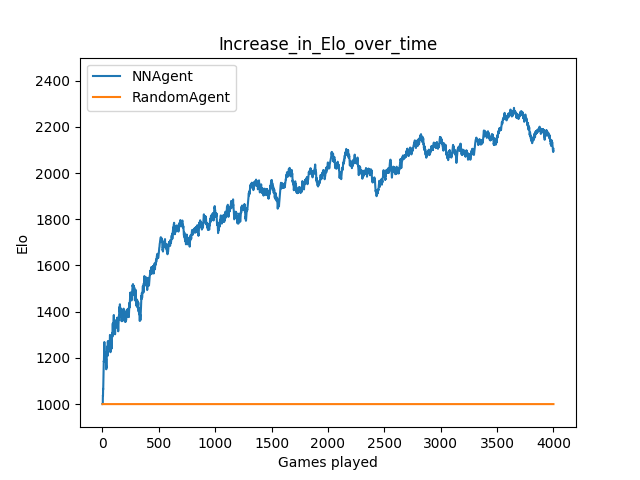 Increase_in_Elo_over_time
NNAgent
RandomAgent
2400
2200
2000
1800
1600
1400
1200
1000
Elo
0 500 1000 1500 2000 2500 3000 3500 4000
Games played